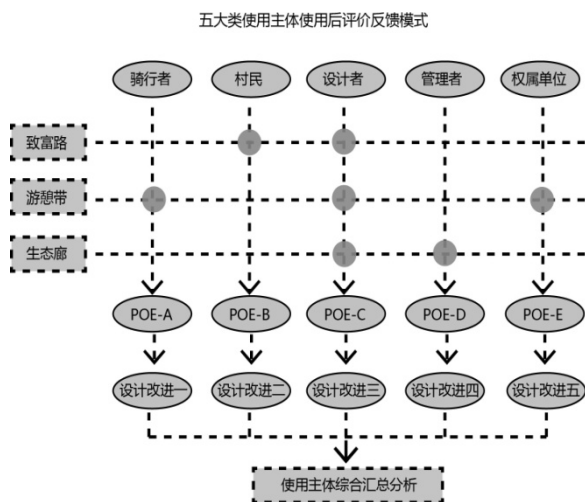 五大类使用主体使用后评价反馈模式
骑行者 村民 设计者 管理者 权属单位
致富路
游憩带
生态廊
POE-A POE-B POE-C POE-D POE-E
设计改进一 设计改进二 设计改进三 设计改进四 设计改进五
使用主体综合汇总分析